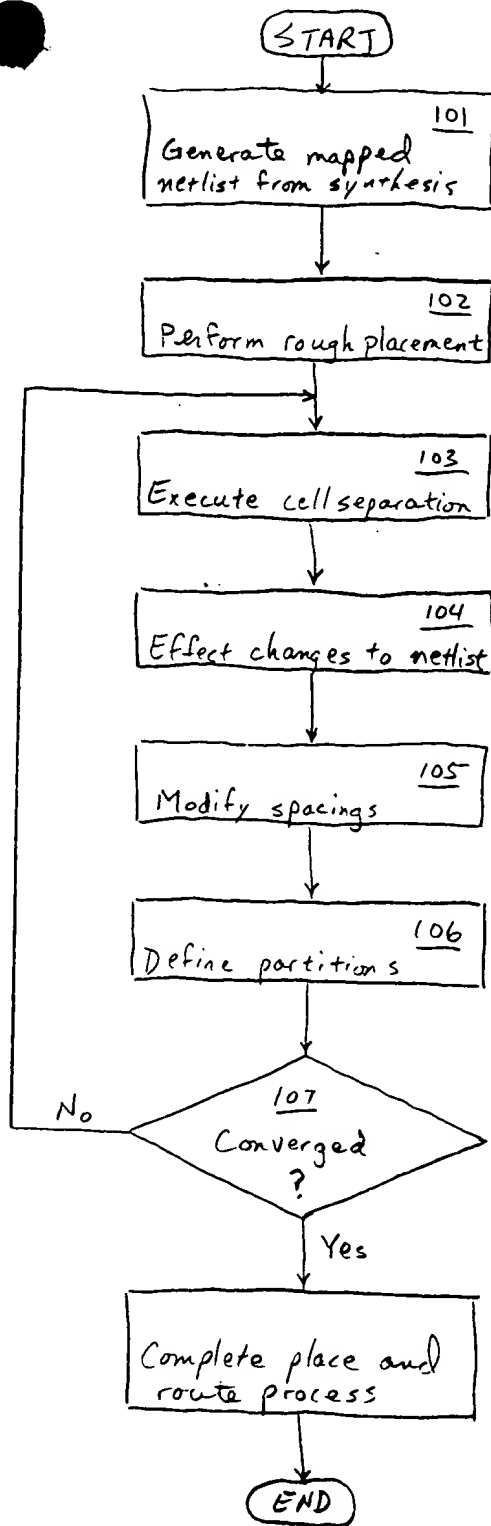 START
101
Generate mapped
netlist from synthesis
102
Perform rough placement
103
Execute cell separation
104
Effect changes to netlist
105
Modify spacings
106
Define partitions
107
Converged
?
No
Yes
Complete place and
route process
END